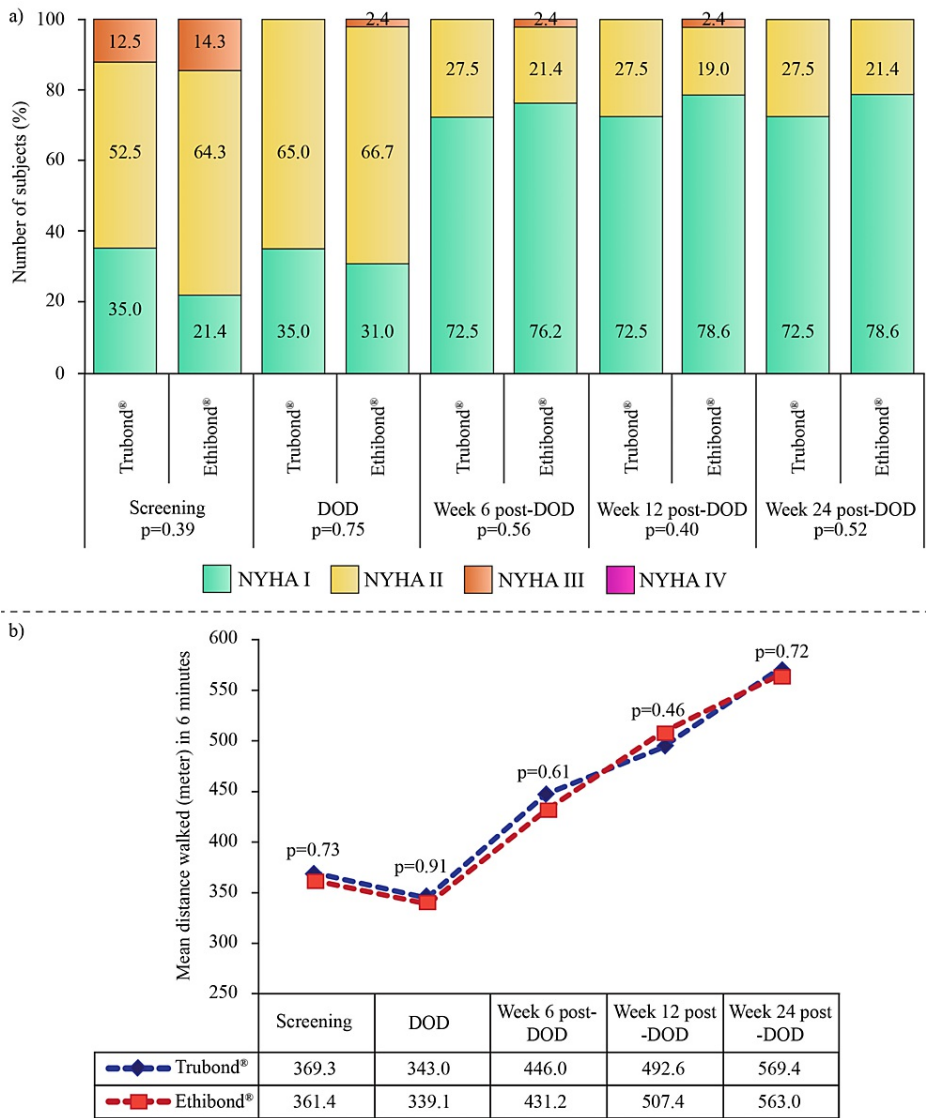 a)
100
80
60
40
20
0
Number of subjects (%)
12.5 14.3 2.4 2.4 2.4
52.5 64.3 65.0 66.7 27.5 21.4 27.5 19.0 27.5 21.4
35.0 21.4 35.0 31.0 72.5 76.2 72.5 78.6 72.5 78.6
Trubond® Ethibond® Trubond® Ethibond® Trubond® Ethibond® Trubond® Ethibond® Trubond® Ethibond®
Screening DOD Week 6 post-DOD Week 12 post-DOD Week 24 post-DOD
p=0.39 p=0.75 p=0.56 p=0.40 p=0.52
NYHA I NYHA II NYHA III NYHA IV
b)
600
550
500
450
400
350
300
250
Mean distance walked (meter) in 6 minutes
p=0.73 p=0.91 p=0.61 p=0.46 p=0.72
Screening DOD Week 6 post- Week 12 post Week 24 post
DOD -DOD -DOD
Trubond® 369.3 343.0 446.0 492.6 569.4
Ethibond® 361.4 339.1 431.2 507.4 563.0